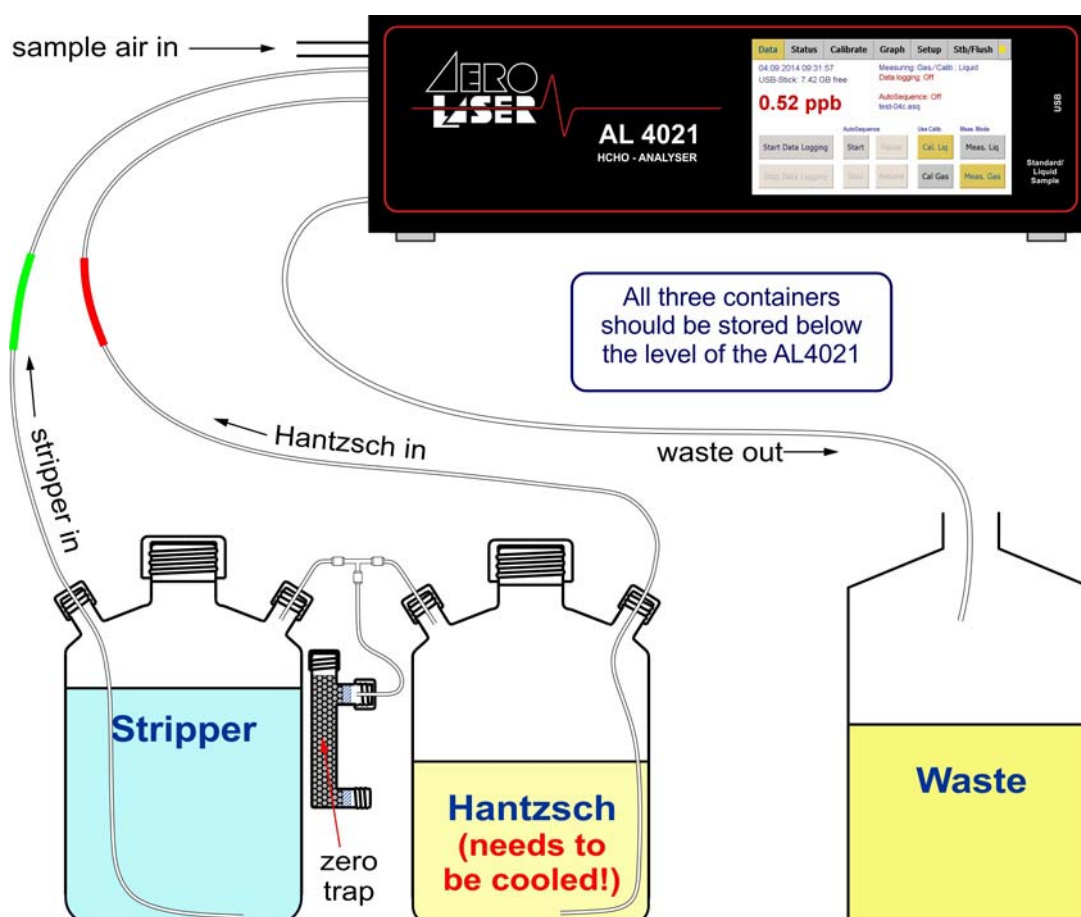 sample air in
AERO
LASER
AL 4021
HCHO - ANALYSER
Data Status Calibrate Graph Setup Stb/Flush
04.09.2014 09:31:57
USB-Stick: 7.42 GB free
Measuring: Gas/Calib.: Liquid
Data logging: Off
0.52 ppb
AutoSequence: Off
test-04c.asq
AutoSequence Use Calib. Meas. Mode
Start Data Logging Start Pause Cal. Liq Meas. Liq
Stop Data Logging Stop Resume Cal Gas Meas. Gas
USB
Standard/
Liquid
Sample
All three containers
should be stored below
the level of the AL4021
stripper in
Hantzsch in
waste out
Stripper
zero
trap
Hantzsch
(needs to
be cooled!)
Waste